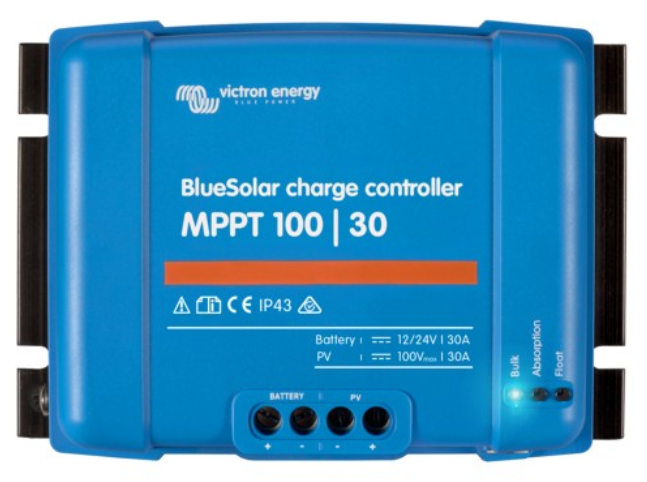 victron energy
BLUE POWER
BlueSolar charge controller
MPPT 100 | 30
CE IP43
Battery ı ⎓ 12/24V | 30A
PV ı ⎓ 100Vmax | 30A
Bulk
Absorption
Float
BATTERY PV
+ - - +